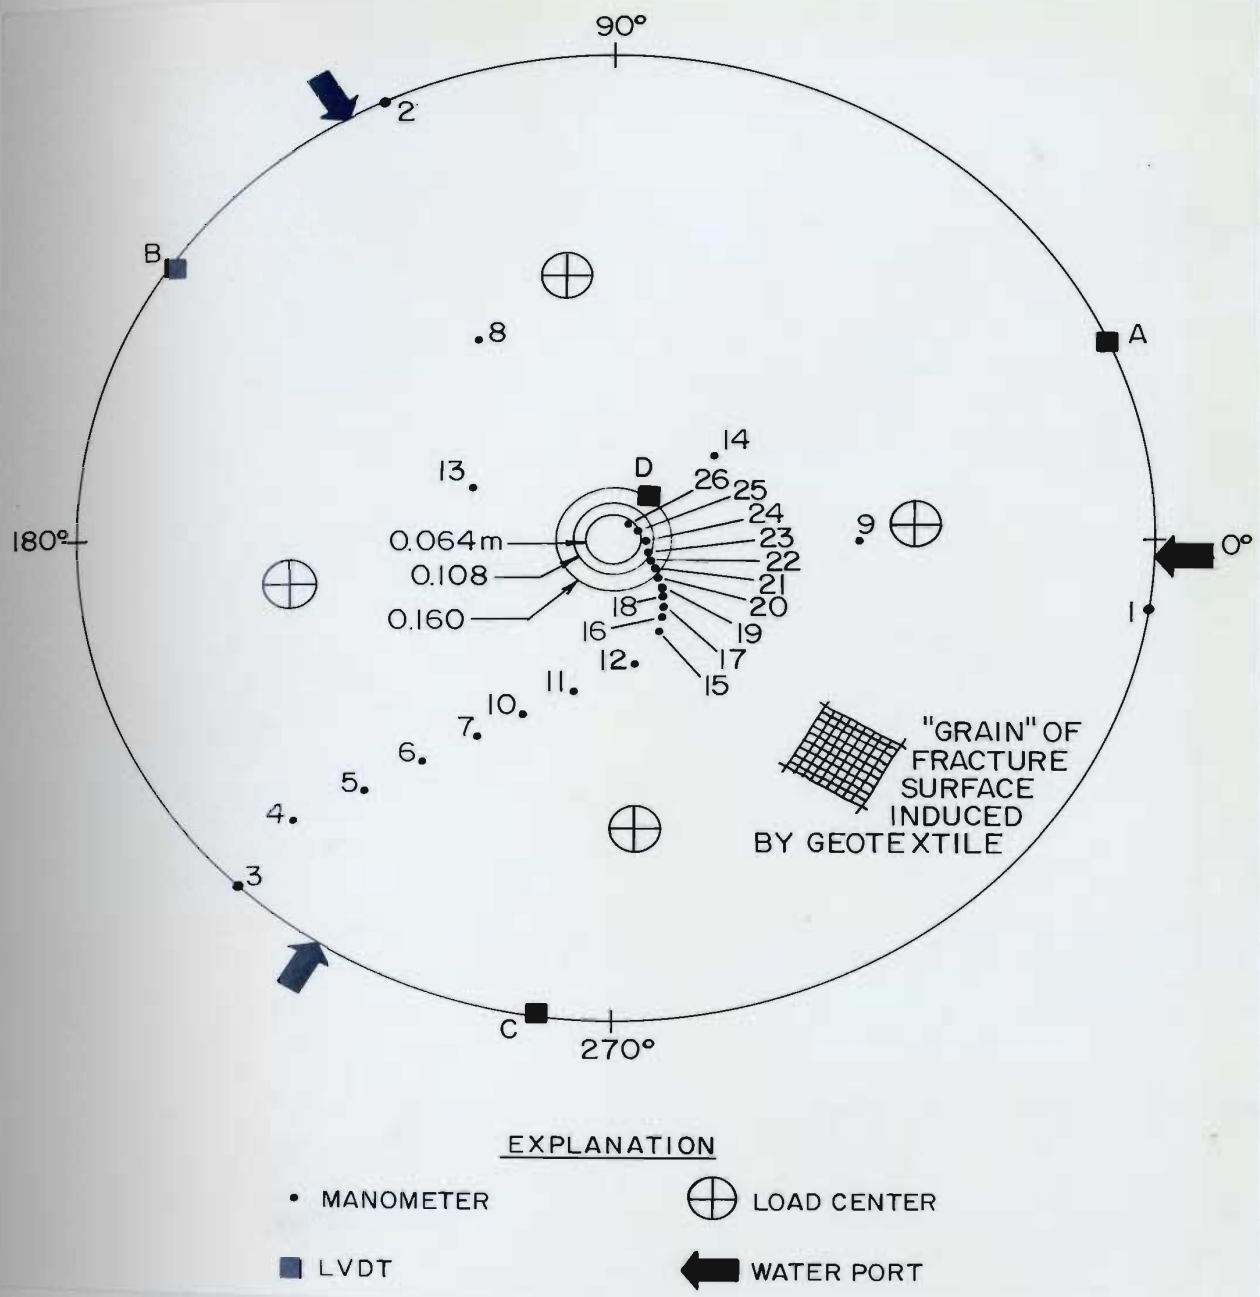 90°
2
B
8
A
14
D
13
26
25
24
9
23
180°
0.064m
0°
22
0.108
21
20
18
1
0.160
19
16
17
12
15
11
10
7
"GRAIN" OF
6
FRACTURE
5
SURFACE
4
INDUCED
BY GEOTEXTILE
3
C
270°
EXPLANATION
MANOMETER
LOAD CENTER
LVDT
WATER PORT